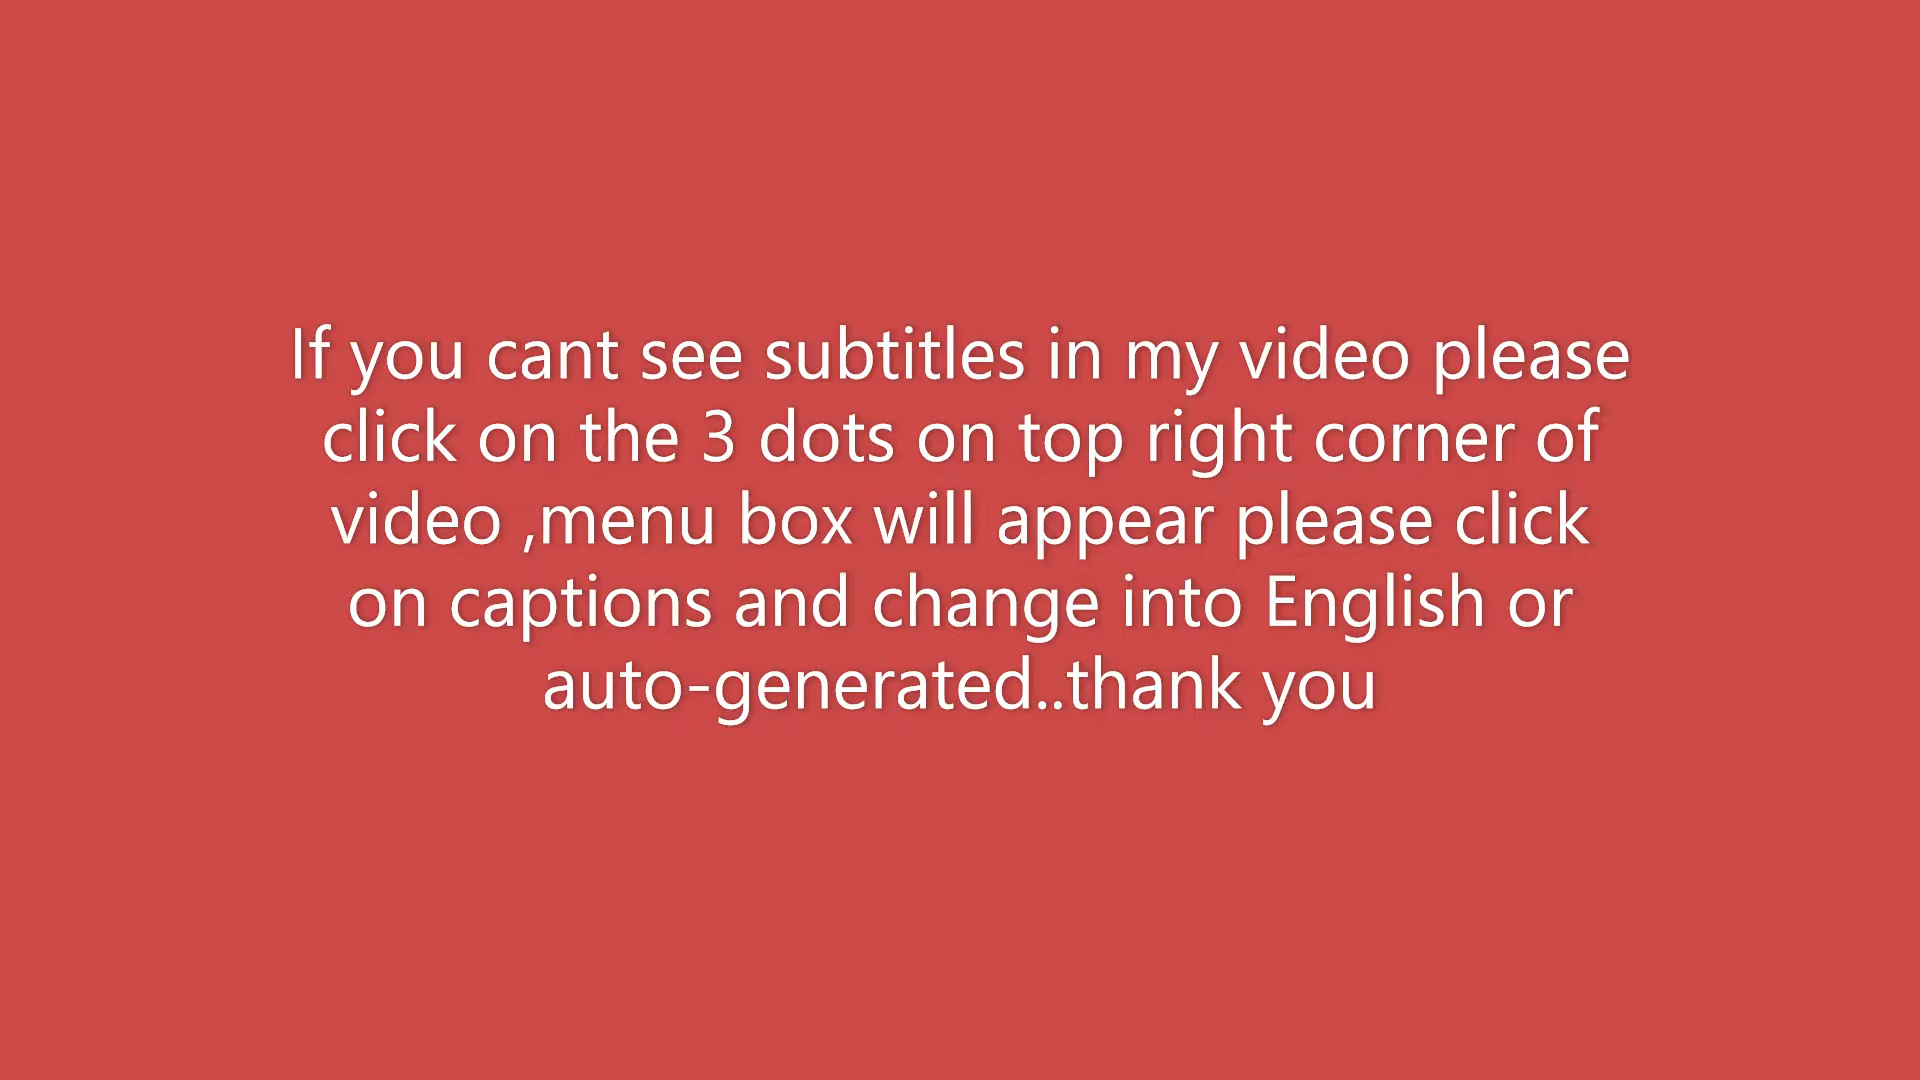 If you cant see subtitles in my video please
click on the 3 dots on top right corner of
video ,menu box will appear please click
on captions and change into English or
auto-generated..thank you